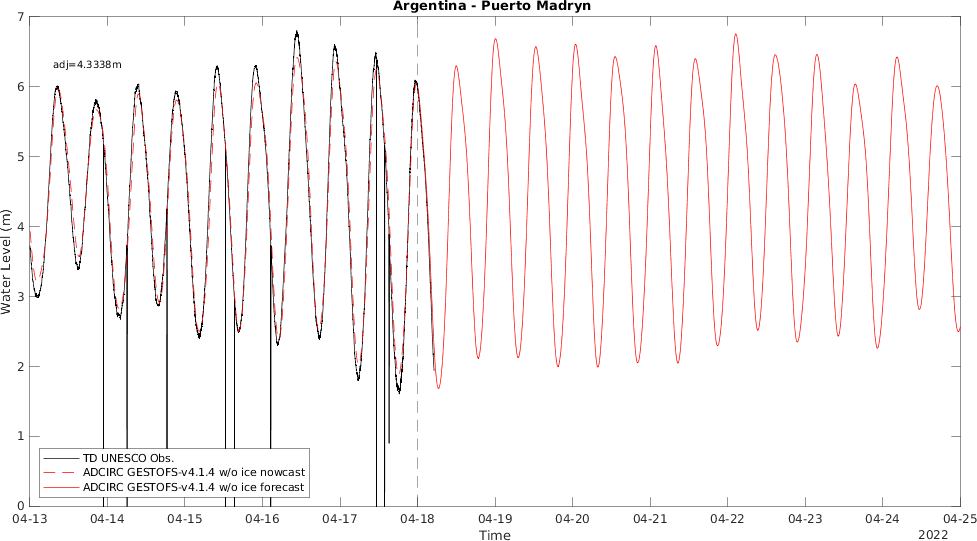 Argentina - Puerto Madryn
adj=4.3338m
7
6
5
4
3
2
1
0
Water Level (m)
TD UNESCO Obs.
ADCIRC GESTOFS-v4.1.4 w/o ice nowcast
ADCIRC GESTOFS-v4.1.4 w/o ice forecast
04-13 04-14 04-15 04-16 04-17 04-18 04-19 04-20 04-21 04-22 04-23 04-24 04-25
Time
2022